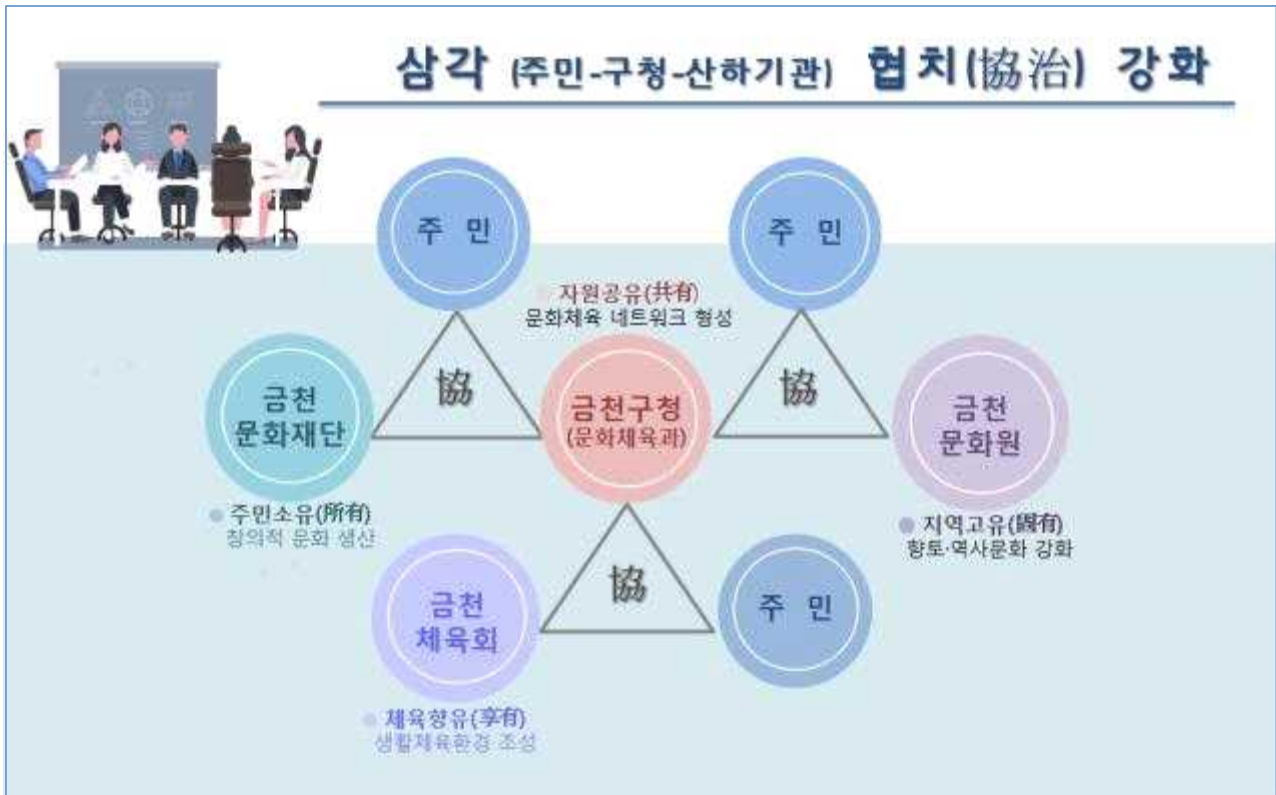 삼각 (주민-구청-산하기관) 협치(協治) 강화
주 민
주 민
자원공유(共有)
문화체육 네트워크 형성
協
協
금천
문화재단
금천구청
(문화체육과)
금천
문화원
주민소유(所有)
창의적 문화 생산
지역고유(固有)
향토·역사문화 강화
協
금천
체육회
주 민
체육향유(享有)
생활체육환경 조성